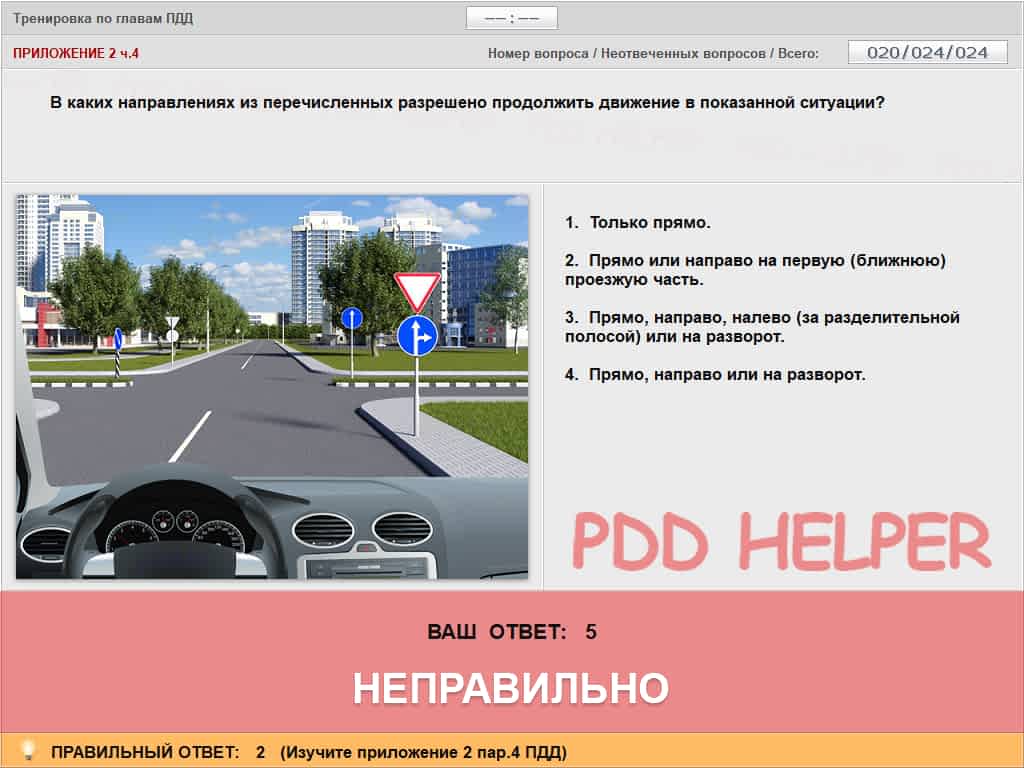 Тренировка по главам ПДД
–– : ––
ПРИЛОЖЕНИЕ 2 ч.4
Номер вопроса / Неотвеченных вопросов / Всего:
020/024/024
В каких направлениях из перечисленных разрешено продолжить движение в показанной ситуации?
1. Только прямо.
2. Прямо или направо на первую (ближнюю)
проезжую часть.
3. Прямо, направо, налево (за разделительной
полосой) или на разворот.
4. Прямо, направо или на разворот.
PDD HELPER
ВАШ ОТВЕТ: 5
НЕПРАВИЛЬНО
ПРАВИЛЬНЫЙ ОТВЕТ: 2 (Изучите приложение 2 пар.4 ПДД)